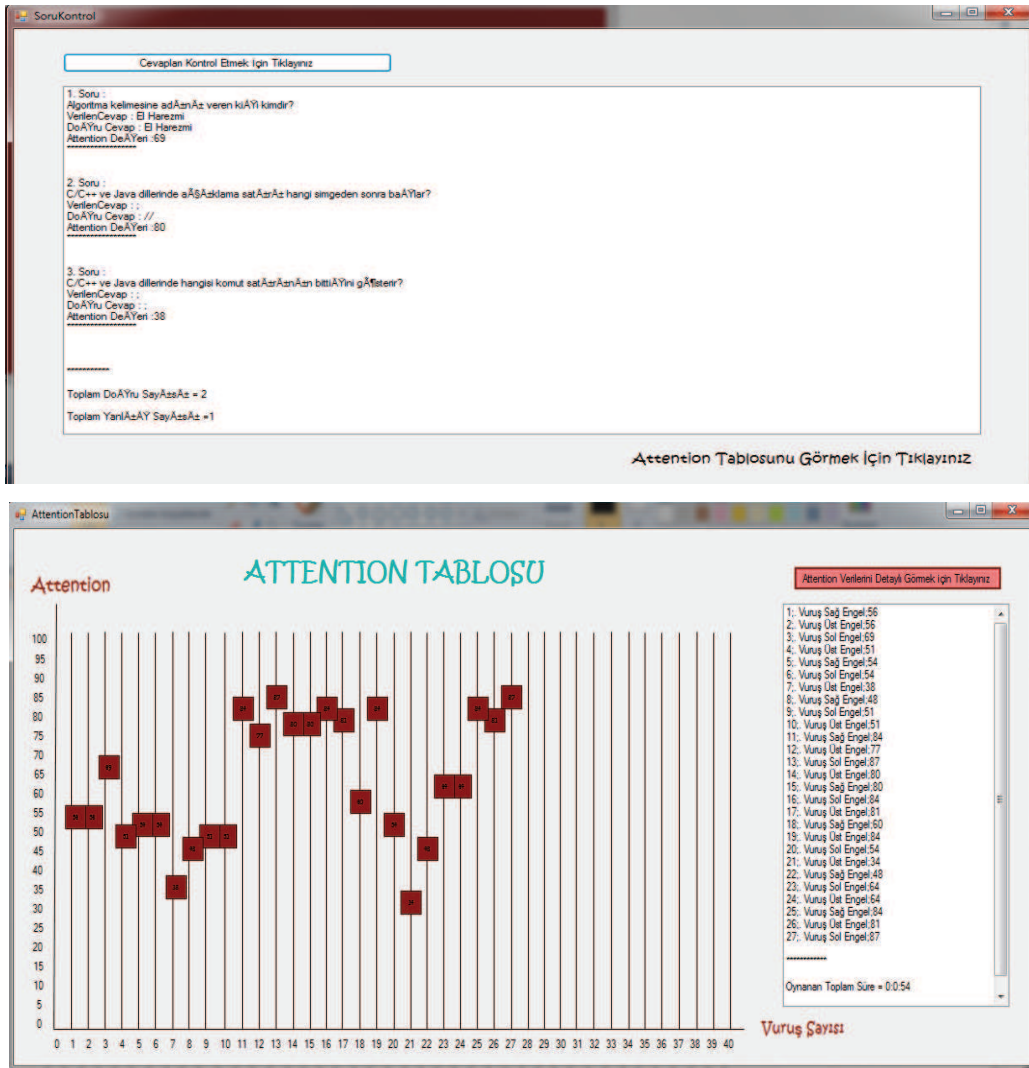 SoruKontrol
Cevapları Kontrol Etmek İçin Tıklayınız
1. Soru :
Algoritma kelimesine adÄ±nÄ± veren kiÅŸi kimdir?
VerilenCevap : El Harezmi
DoÄŸru Cevap : El Harezmi
Attention DeÄŸeri :69
******************
2. Soru :
C/C++ ve Java dillerinde aÃ§Ä±klama satÄ±rÄ± hangi simgeden sonra baÅŸlar?
VerilenCevap : ;
DoÄŸru Cevap : //
Attention DeÄŸeri :80
******************
3. Soru :
C/C++ ve Java dillerinde hangisi komut satÄ±rÄ±nÄ±n bittiÄŸini gÃ¶sterir?
VerilenCevap : ;
DoÄŸru Cevap : ;
Attention DeÄŸeri :38
******************
***********
Toplam DoÄŸru SayÄ±sÄ± = 2
Toplam YanlÄ±ÅŸ SayÄ±sÄ± =1
Attention Tablosunu Görmek İçin Tıklayınız
AttentionTablosu
ATTENTION TABLOSU
Attention
Attention Verilerini Detaylı Görmek için Tıklayınız
100
95
90
85
80
75
70
65
60
55
50
45
40
35
30
25
20
15
10
5
0
0 1 2 3 4 5 6 7 8 9 10 11 12 13 14 15 16 17 18 19 20 21 22 23 24 25 26 27 28 29 30 31 32 33 34 35 36 37 38 39 40
Vuruş Sayısı
1;. Vuruş Sağ Engel;56
2;. Vuruş Üst Engel;56
3;. Vuruş Sol Engel;69
4;. Vuruş Üst Engel;51
5;. Vuruş Sağ Engel;54
6;. Vuruş Sol Engel;54
7;. Vuruş Üst Engel;38
8;. Vuruş Sağ Engel;48
9;. Vuruş Sol Engel;51
10;. Vuruş Üst Engel;51
11;. Vuruş Sağ Engel;84
12;. Vuruş Üst Engel;77
13;. Vuruş Sol Engel;87
14;. Vuruş Üst Engel;80
15;. Vuruş Sağ Engel;80
16;. Vuruş Sol Engel;84
17;. Vuruş Üst Engel;81
18;. Vuruş Sağ Engel;60
19;. Vuruş Üst Engel;84
20;. Vuruş Sol Engel;54
21;. Vuruş Üst Engel;34
22;. Vuruş Sağ Engel;48
23;. Vuruş Sol Engel;64
24;. Vuruş Üst Engel;64
25;. Vuruş Sağ Engel;84
26;. Vuruş Üst Engel;81
27;. Vuruş Sol Engel;87
*************
Oynanan Toplam Süre = 0:0:54